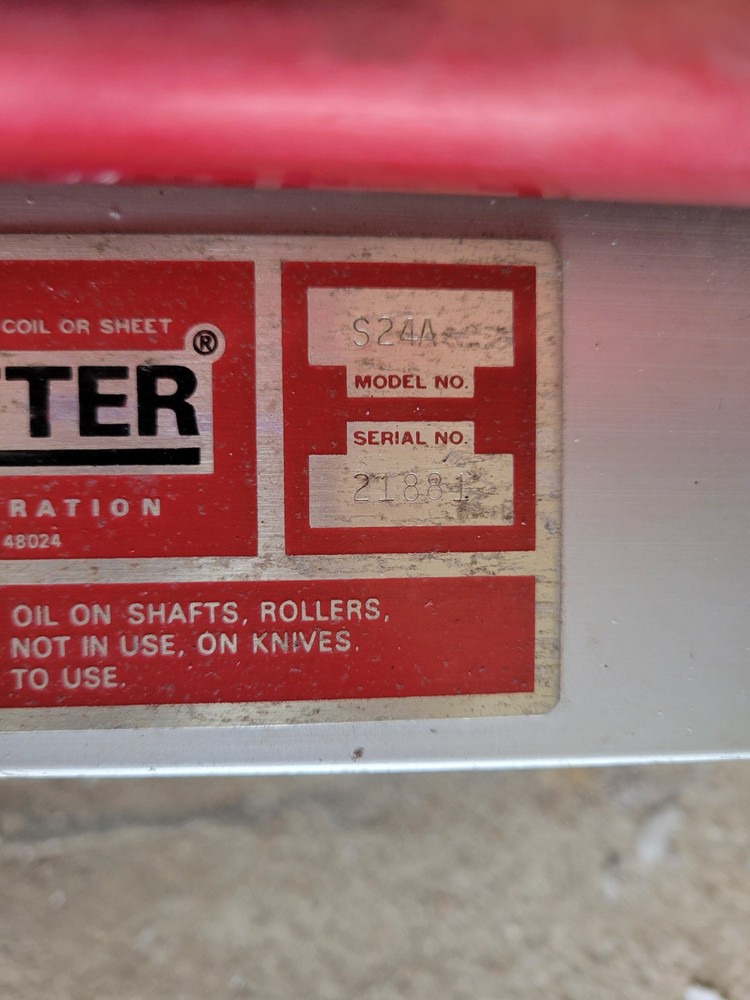 COIL OR SHEET
TTER®
RATION
48024
S24A
MODEL NO.
SERIAL NO.
21881
OIL ON SHAFTS, ROLLERS,
NOT IN USE, ON KNIVES.
TO USE.